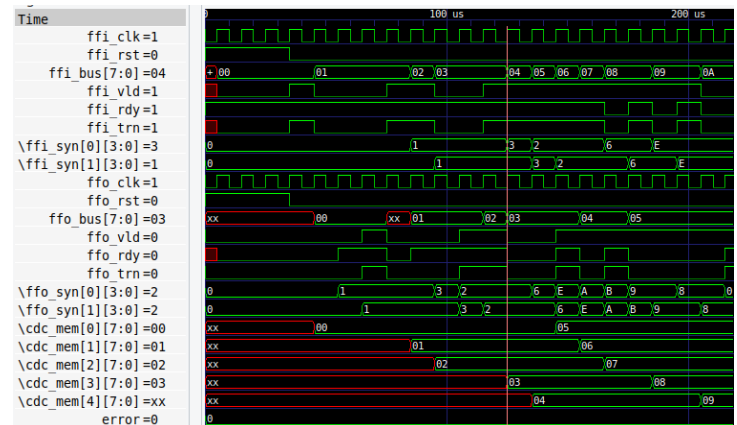 Time
100 us 200 us
ffi_clk=1
ffi_rst=0
ffi_bus[7:0]=04 + 00 01 02 03 04 05 06 07 08 09 0A
ffi_vld=1
ffi_rdy=1
ffi_trn=1
\ffi_syn[0][3:0]=3 0 1 3 2 6 E
\ffi_syn[1][3:0]=1 0 1 3 2 6 E
ffo_clk=1
ffo_rst=0
ffo_bus[7:0]=03 xx 00 xx 01 02 03 04 05
ffo_vld=0
ffo_rdy=0
ffo_trn=0
\ffo_syn[0][3:0]=2 0 1 3 2 6 E A B 9 8 0
\ffo_syn[1][3:0]=2 0 1 3 2 6 E A B 9 8
\cdc_mem[0][7:0]=00 xx 00 05
\cdc_mem[1][7:0]=01 xx 01 06
\cdc_mem[2][7:0]=02 xx 02 07
\cdc_mem[3][7:0]=03 xx 03 08
\cdc_mem[4][7:0]=xx xx 04 09
error=0 0